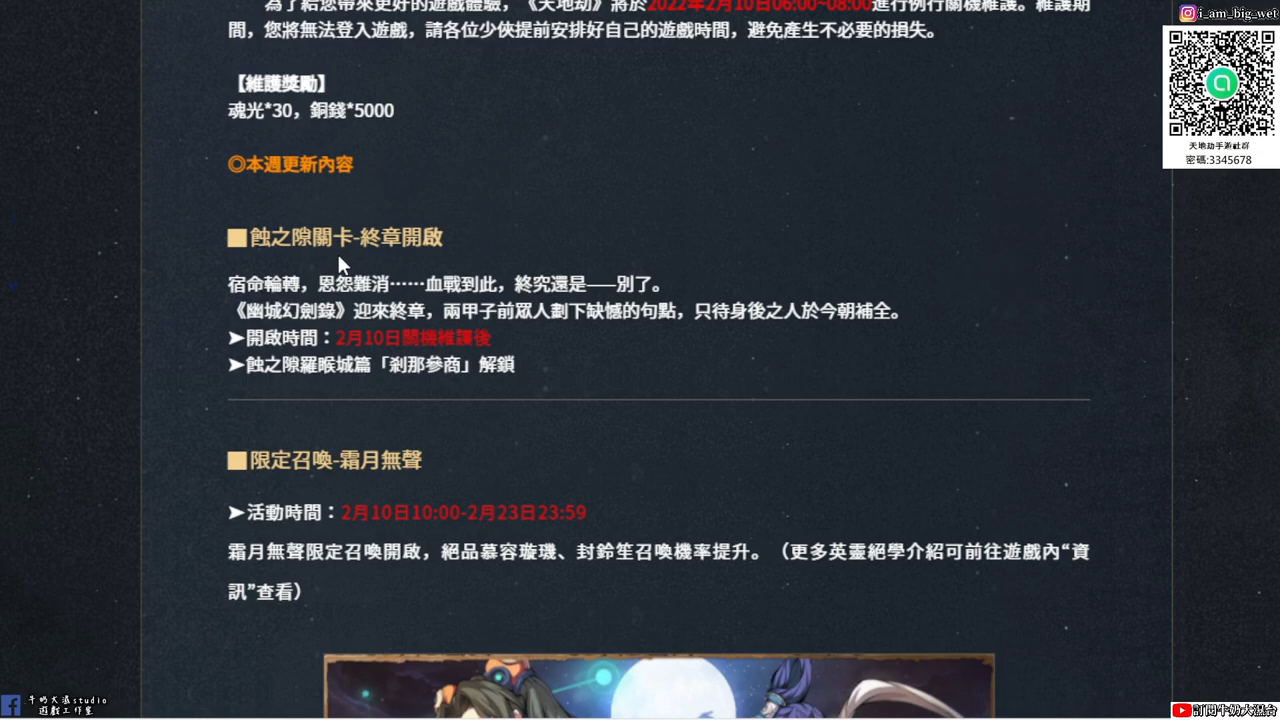 為了給您帶來更好的遊戲體驗，《天地劫》將於2022年2月10日06:00~08:00進行例行關機維護。維護期
間，您將無法登入遊戲，請各位少俠提前安排好自己的遊戲時間，避免產生不必要的損失。
【維護獎勵】
魂光*30，銅錢*5000
◎本週更新內容
■蝕之隙關卡-終章開啟
宿命輪轉，恩怨難消⋯⋯血戰到此，終究還是——別了。
《幽城幻劍錄》迎來終章，兩甲子前眾人劃下缺憾的句點，只待身後之人於今朝補全。
➤開啟時間：2月10日關機維護後
➤蝕之隙羅睺城篇「剎那參商」解鎖
■限定召喚-霜月無聲
➤活動時間：2月10日10:00-2月23日23:59
霜月無聲限定召喚開啟，絕品慕容璇璣、封鈴笙召喚機率提升。（更多英靈絕學介紹可前往遊戲內“資
訊”查看）
i_am_big_wet
天地劫手遊社群
密碼:3345678
牛奶大濕studio
遊戲工作室
訂閱牛奶大濕台